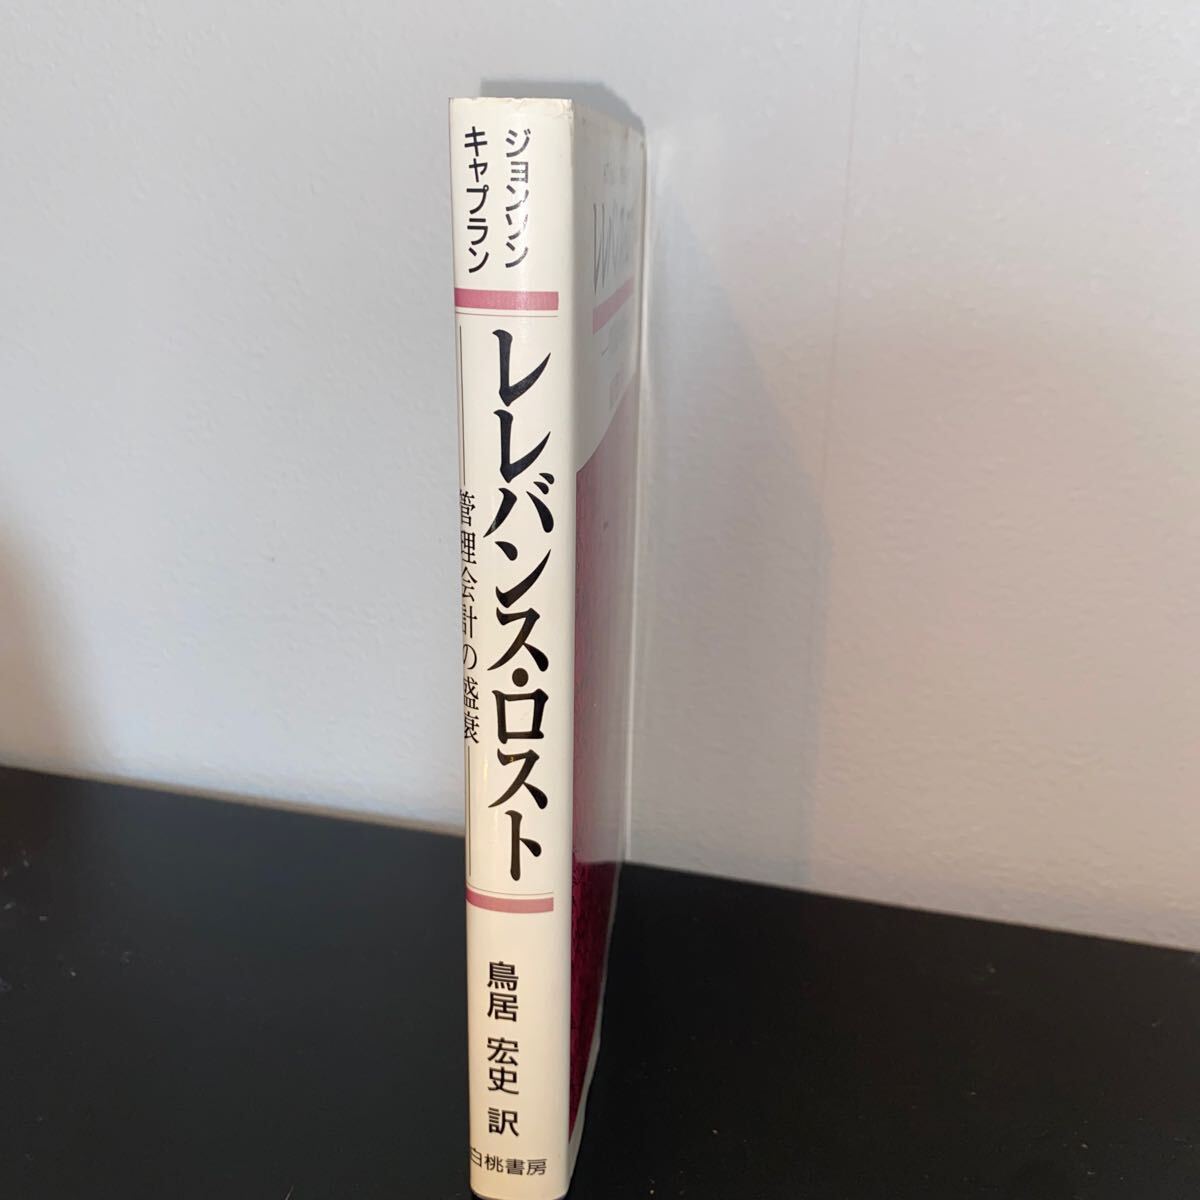 ジョンソン
キャプラン
レレバンス・ロスト
管理会計の盛衰
鳥居 宏史 訳
白桃書房